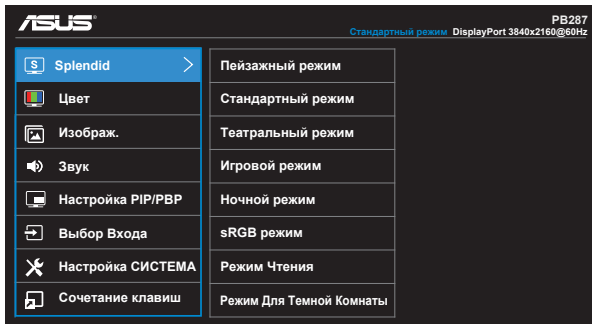 ASUS
PB287
Стандартный режим DisplayPort 3840x2160@60Hz
S Splendid
Цвет
Изображ.
Звук
Настройка PIP/PBP
Выбор Входа
Настройка СИСТЕМА
Сочетание клавиш
Пейзажный режим
Стандартный режим
Театральный режим
Игровой режим
Ночной режим
sRGB режим
Режим Чтения
Режим Для Темной Комнаты